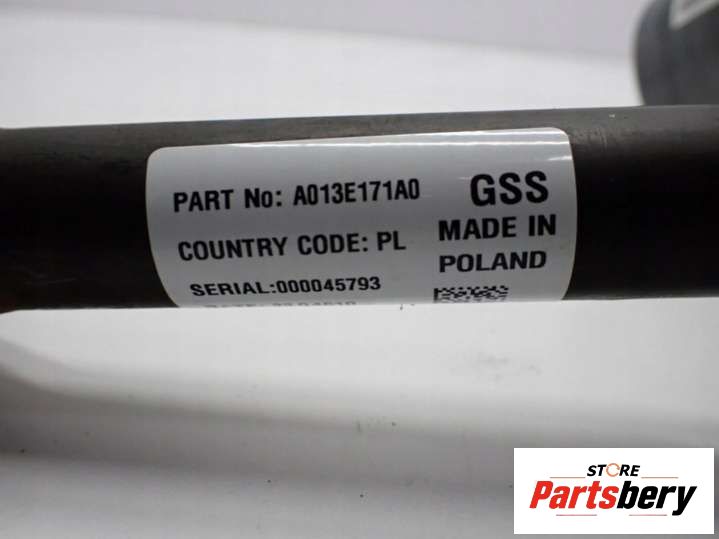 PART No: A013E171A0
COUNTRY CODE: PL
SERIAL:000045793
GSS
MADE IN
POLAND
STORE
Partsbery